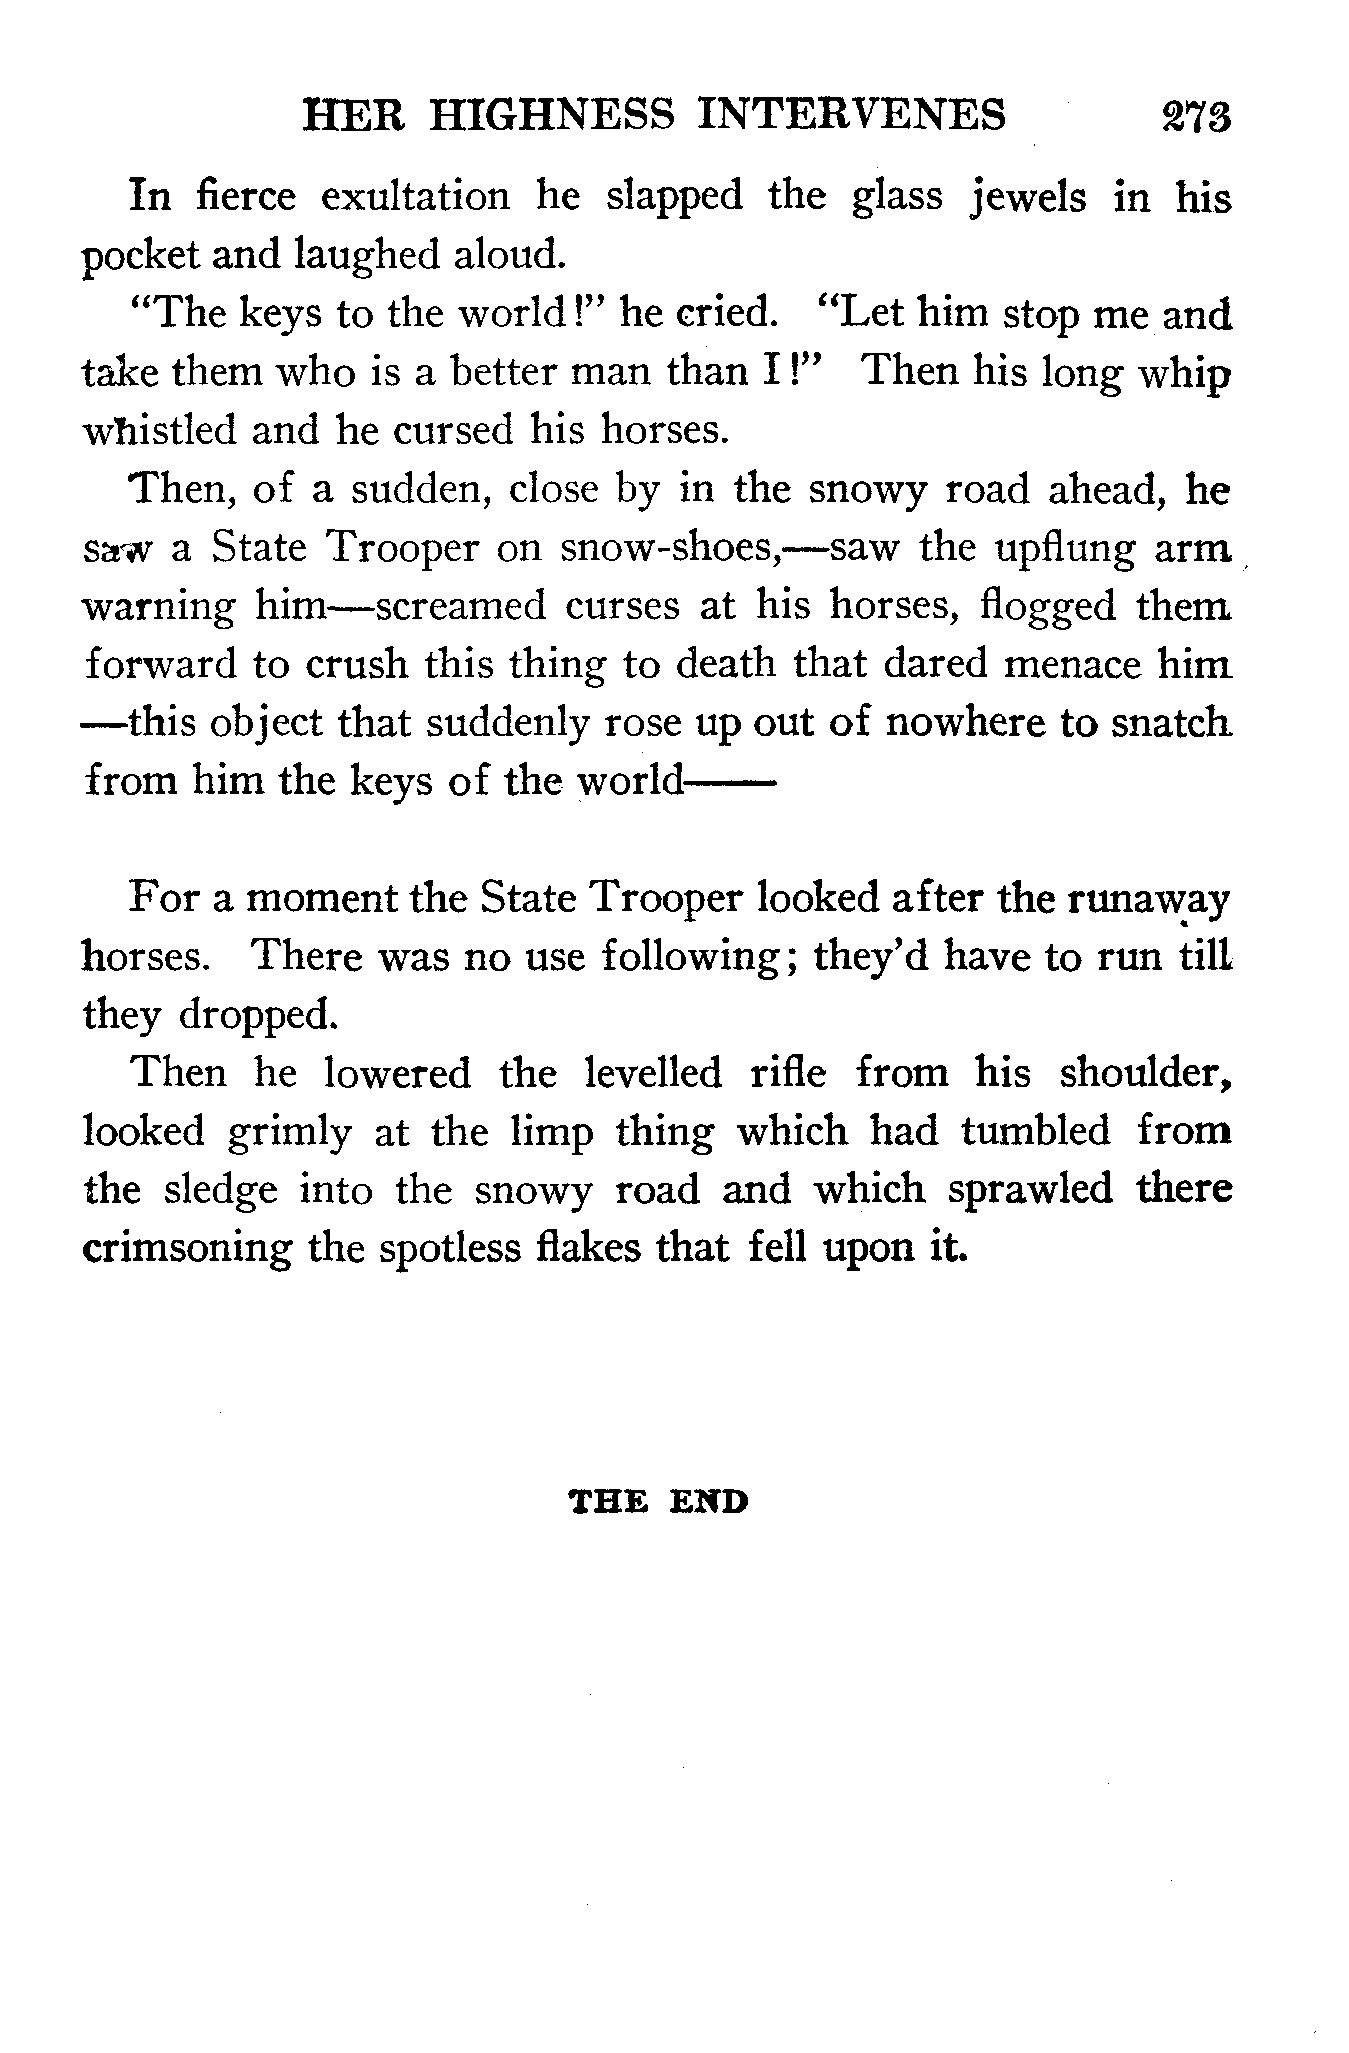 HER HIGHNESS INTERVENES 273
In fierce exultation he slapped the glass jewels in his
pocket and laughed aloud.
“The keys to the world!” he cried. “Let him stop me and
take them who is a better man than I!” Then his long whip
whistled and he cursed his horses.
Then, of a sudden, close by in the snowy road ahead, he
saw a State Trooper on snow-shoes,—saw the upflung arm
warning him—screamed curses at his horses, flogged them
forward to crush this thing to death that dared menace him
—this object that suddenly rose up out of nowhere to snatch
from him the keys of the world——
For a moment the State Trooper looked after the runaway
horses. There was no use following; they’d have to run till
they dropped.
Then he lowered the levelled rifle from his shoulder,
looked grimly at the limp thing which had tumbled from
the sledge into the snowy road and which sprawled there
crimsoning the spotless flakes that fell upon it.
THE END